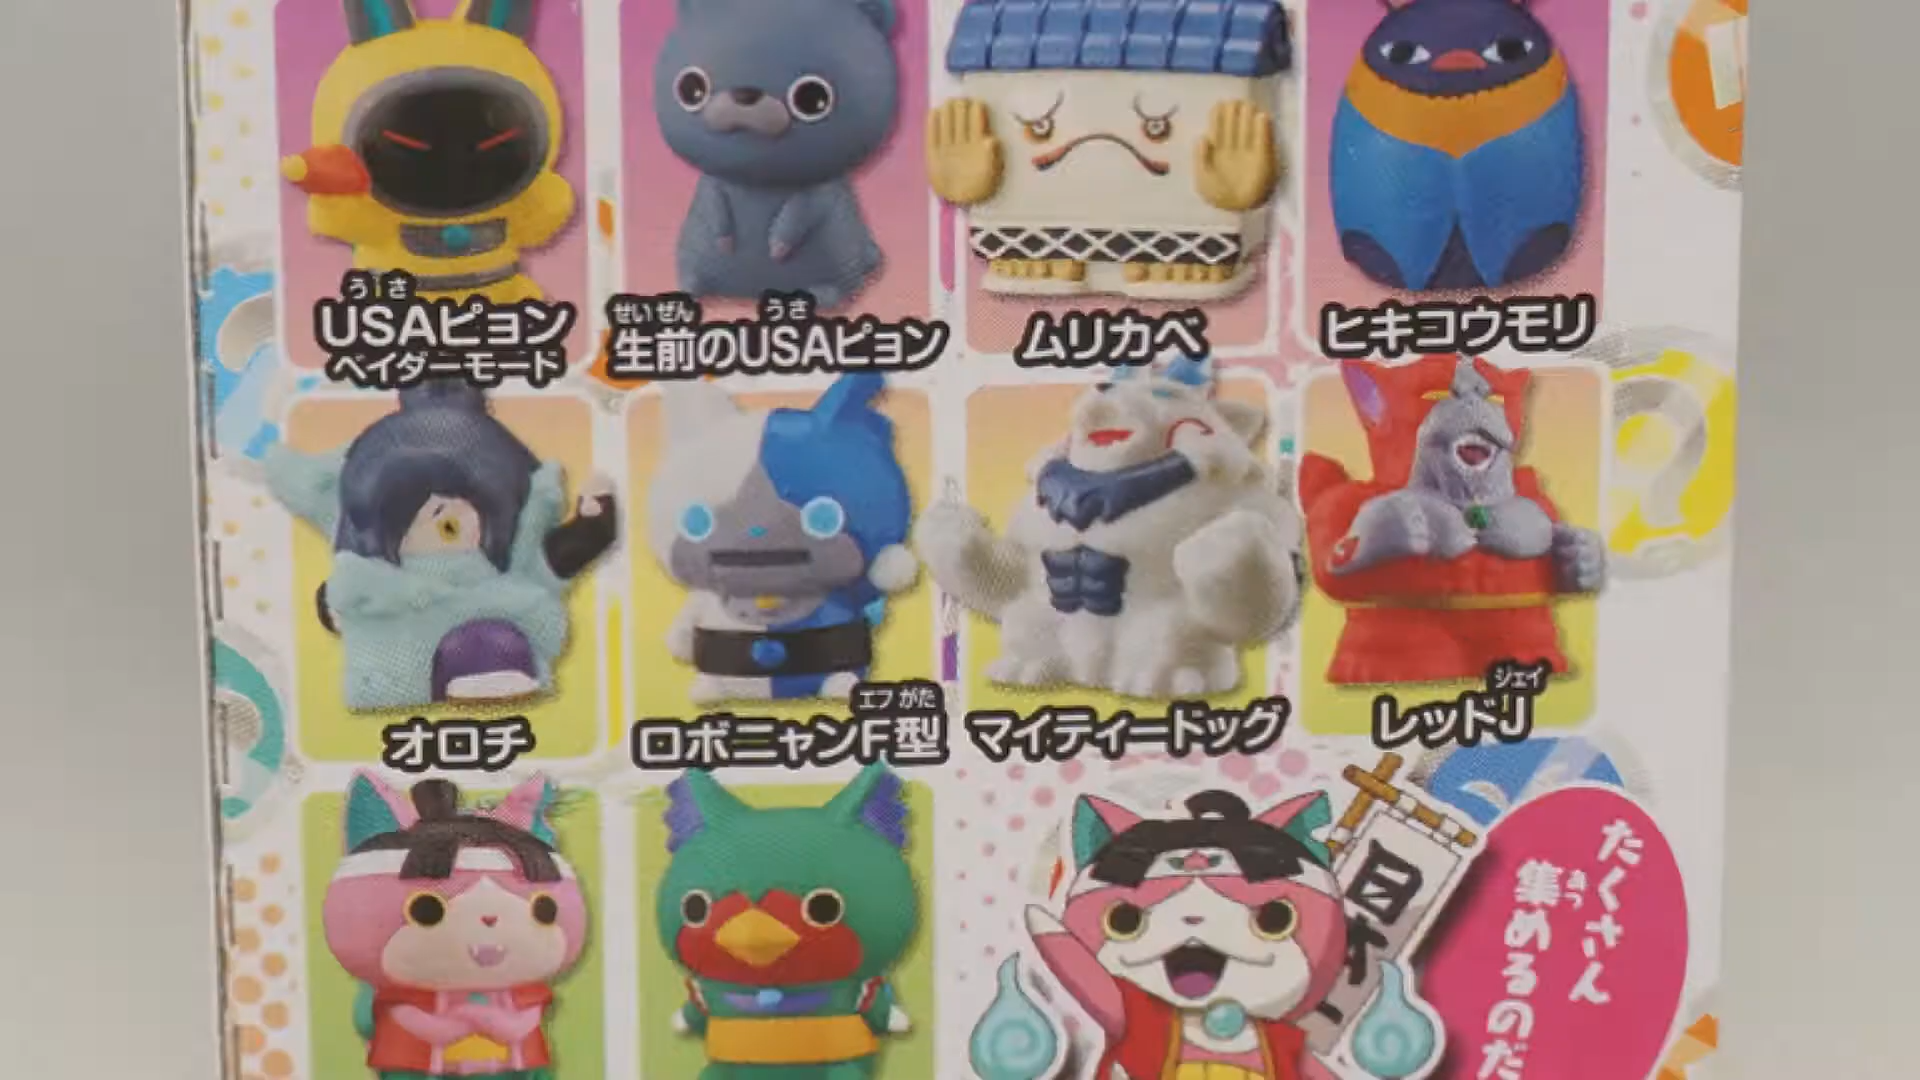 うさ
USAピョン
ベイダーモード
せいぜん うさ
生前のUSAピョン
ムリカベ
ヒキコウモリ
オロチ
エフ がた
ロボニャンF型
マイティードッグ
ジェイ
レッドJ
日本一
たくさん
あつ
集めるのだ